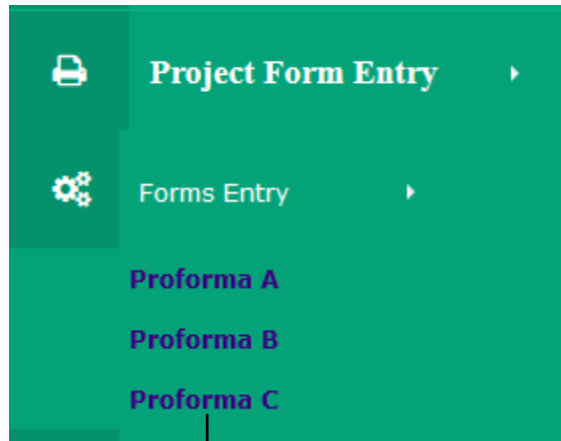 Project Form Entry
Forms Entry
Proforma A
Proforma B
Proforma C